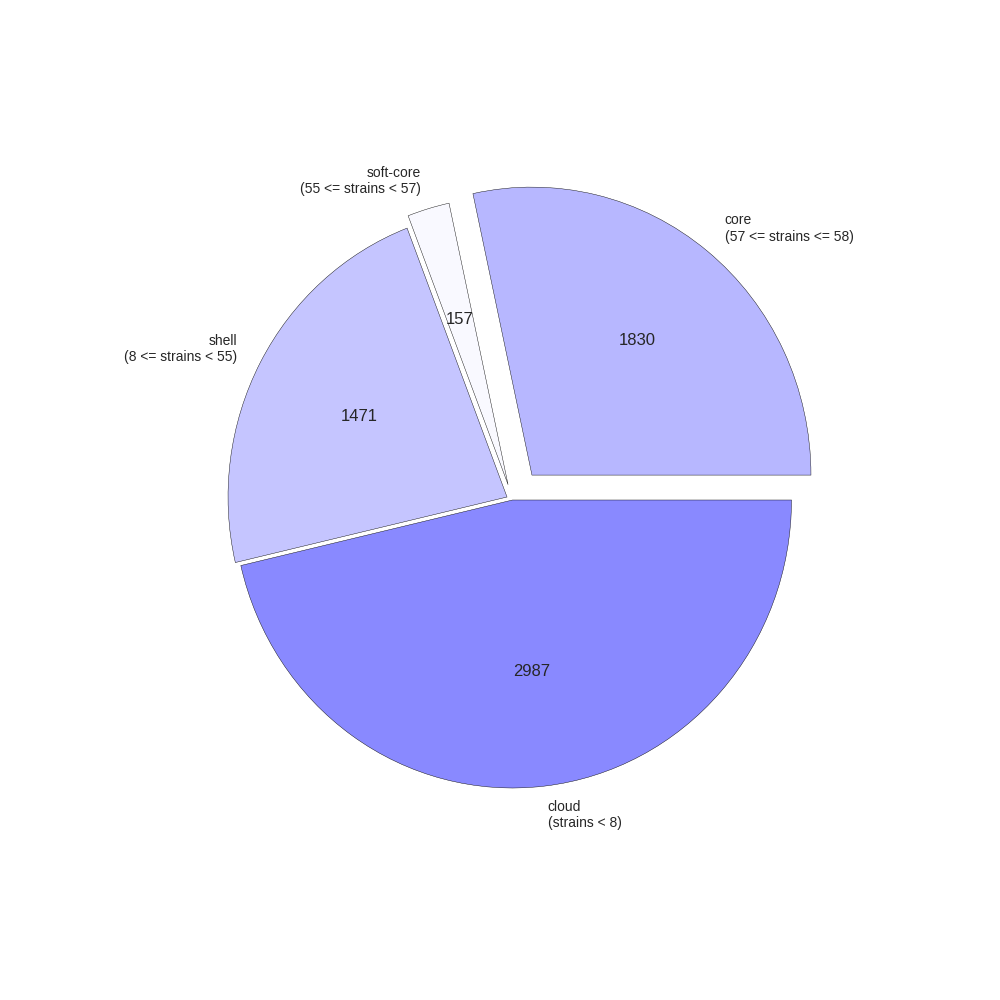 soft-core
(55 <= strains < 57)
core
(57 <= strains <= 58)
157
1830
shell
(8 <= strains < 55)
1471
2987
cloud
(strains < 8)